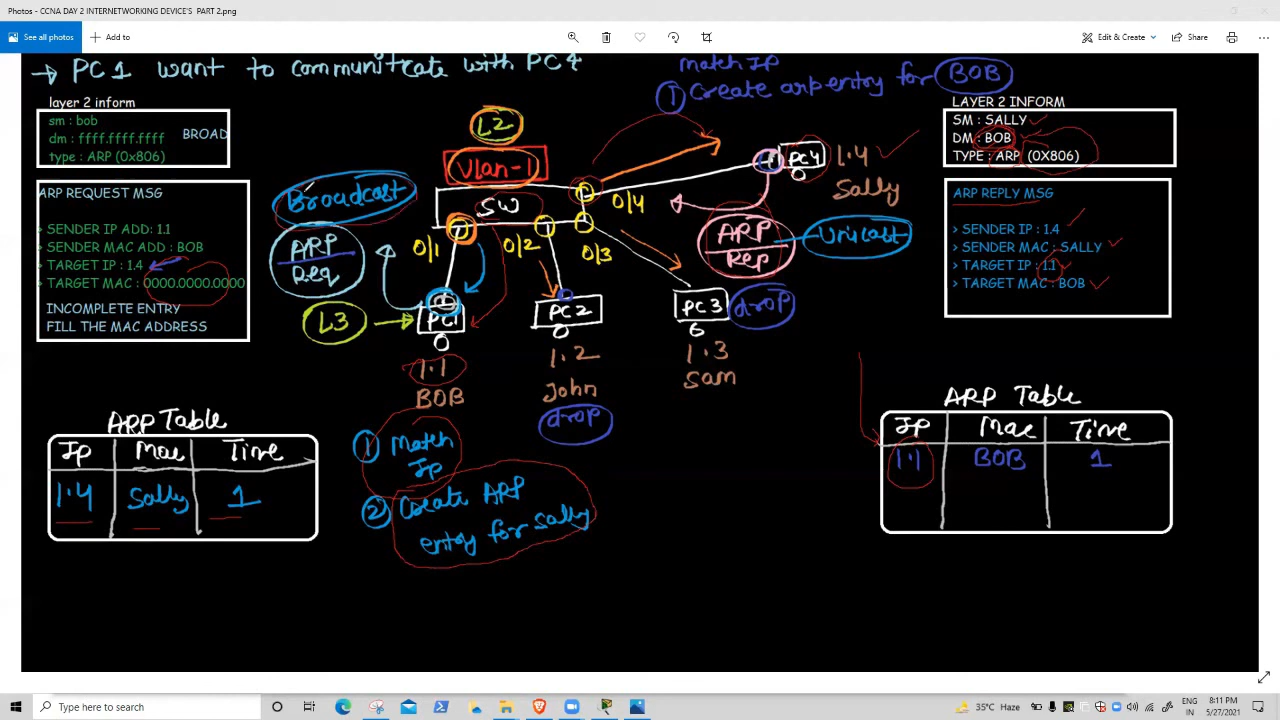 Photos - CCNA DAY 2 INTERNETWORKING DEVICE'S PART 2.png
See all photos
Add to
Edit & Create
Share
→ PC1 want to communitcate with PC4
match IP
① Create arp entry for BOB
layer 2 inform
sm : bob
dm : ffff.ffff.ffff
BROAD
type : ARP (0x806)
ARP REQUEST MSG
SENDER IP ADD: 1.1
SENDER MAC ADD : BOB
TARGET IP : 1.4
TARGET MAC : 0000.0000.0000
INCOMPLETE ENTRY
FILL THE MAC ADDRESS
L2
Vlan-1
SW
Broadcast
ARP
Req
0/1
0/2
0/3
0/4
L3
PC1
1.1
BOB
PC2
1.2
John
drop
PC3
1.3
Sam
drop
PC4
1.4
Sally
ARP
Rep
Unicast
LAYER 2 INFORM
SM : SALLY
DM : BOB
TYPE : ARP (0X806)
ARP REPLY MSG
SENDER IP : 1.4
SENDER MAC : SALLY
TARGET IP : 1.1
TARGET MAC : BOB
ARP Table
Ip Mac Time
1.4 Sally 1
① Match
Ip
② Create ARP
entry for Sally
ARP Table
Ip Mac Time
1.1 BOB 1
Type here to search
35°C Haze
ENG
IN
8:11 PM
5/27/2021